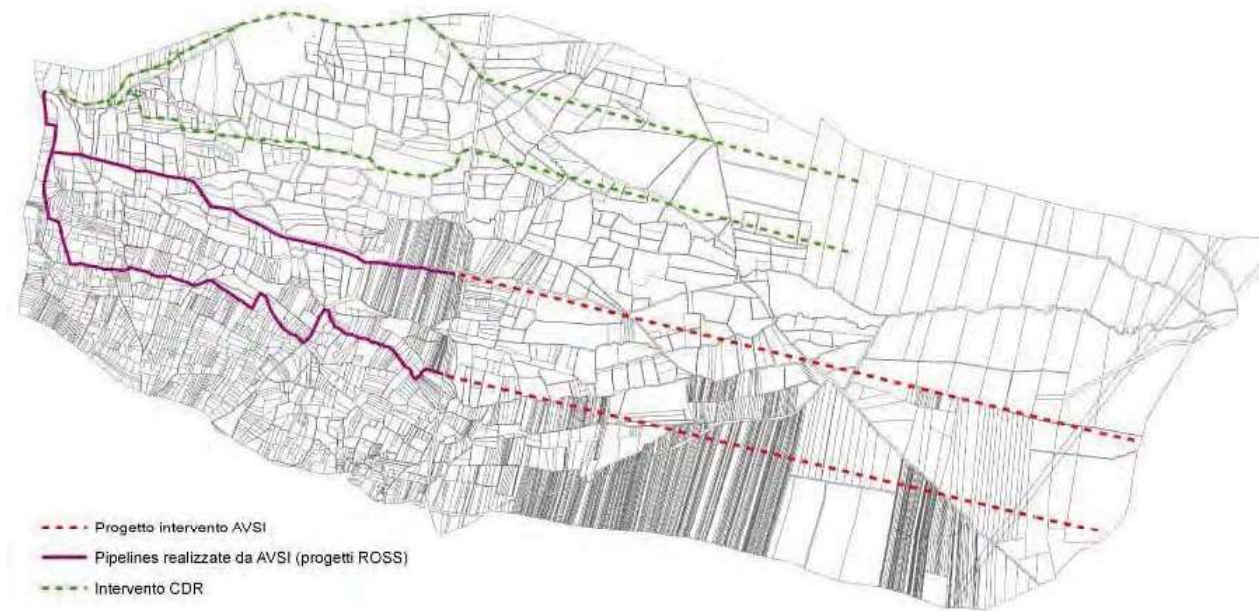 Progetto intervento AVSI
Pipelines realizzate da AVSI (progetti ROSS)
Intervento CDR